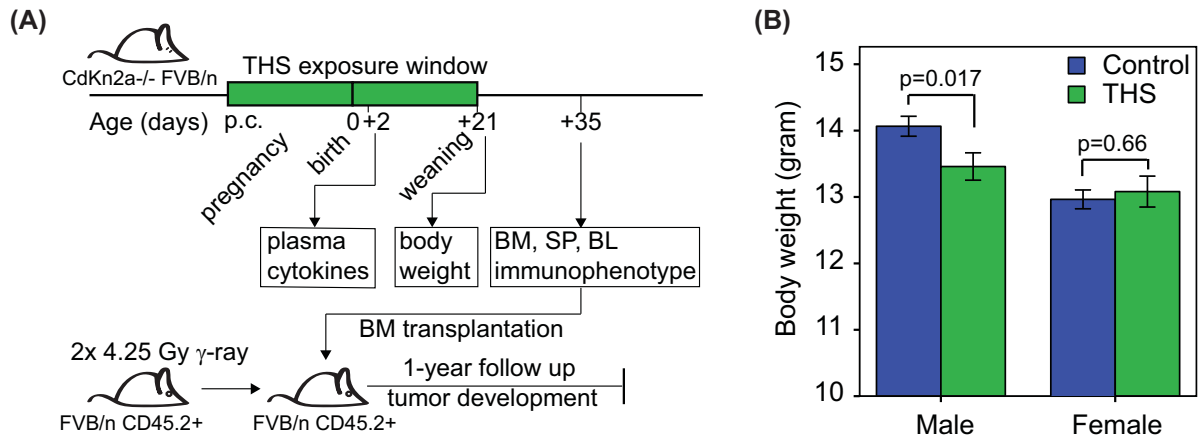 (A)
CdKn2a-/- FVB/n
THS exposure window
Age (days) p.c. 0 +2 +21 +35
pregnancy
birth
weaning
plasma
cytokines
body
weight
BM, SP, BL
immunophenotype
BM transplantation
2x 4.25 Gy γ-ray
1-year follow up
tumor development
FVB/n CD45.2+
FVB/n CD45.2+
(B)
Body weight (gram)
15
14
13
12
11
10
Control
THS
p=0.017
p=0.66
Male
Female